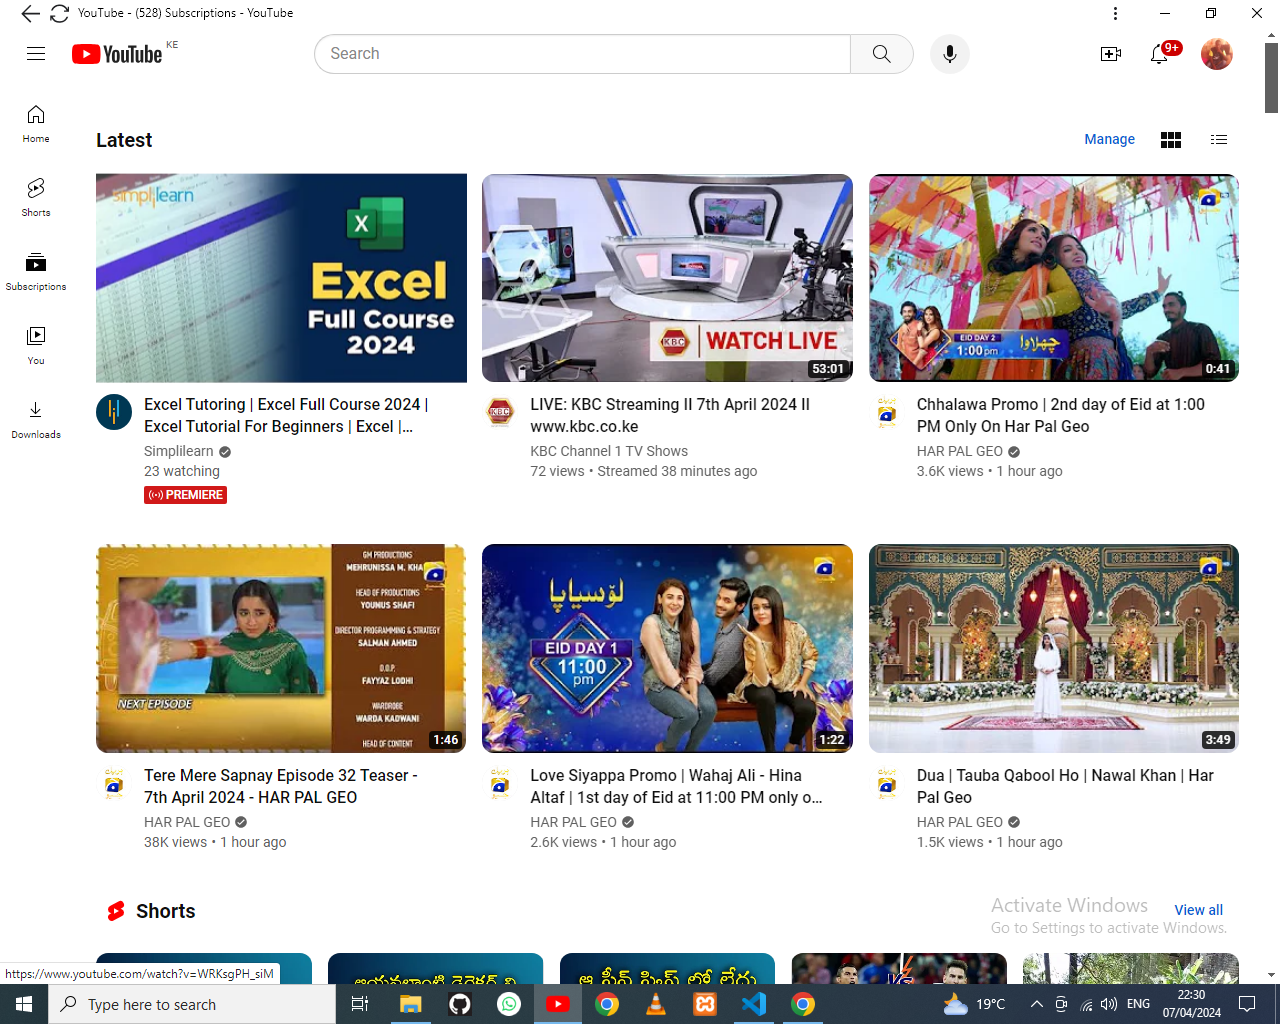 YouTube - (528) Subscriptions - YouTube
YouTube KE
Search
9+
Home
Shorts
Subscriptions
You
Downloads
Latest
Manage
simplilearn
X
Excel
Full Course
2024
Excel Tutoring | Excel Full Course 2024 |
Excel Tutorial For Beginners | Excel |...
Simplilearn
23 watching
PREMIERE
KBC
WATCH LIVE
53:01
LIVE: KBC Streaming II 7th April 2024 II
www.kbc.co.ke
KBC Channel 1 TV Shows
72 views • Streamed 38 minutes ago
EID DAY 2
1:00pm
چھلاوا
0:41
Chhalawa Promo | 2nd day of Eid at 1:00
PM Only On Har Pal Geo
HAR PAL GEO
3.6K views • 1 hour ago
GM PRODUCTIONS
MEHRUNISSA M. KHA
HEAD OF PRODUCTIONS
YOUNUS SHAFI
DIRECTOR PROGRAMMING & STRATEGY
SALMAN AHMED
D.O.P.
FAYYAZ LODHI
WARDROBE
WARDA KADWANI
HEAD OF CONTENT
NEXT EPISODE
1:46
Tere Mere Sapnay Episode 32 Teaser -
7th April 2024 - HAR PAL GEO
HAR PAL GEO
38K views • 1 hour ago
لو سیاپا
EID DAY 1
11:00
pm
1:22
Love Siyappa Promo | Wahaj Ali - Hina
Altaf | 1st day of Eid at 11:00 PM only o...
HAR PAL GEO
2.6K views • 1 hour ago
3:49
Dua | Tauba Qabool Ho | Nawal Khan | Har
Pal Geo
HAR PAL GEO
1.5K views • 1 hour ago
Shorts
View all
Activate Windows
Go to Settings to activate Windows.
https://www.youtube.com/watch?v=WRKsgPH_siM
Type here to search
19°C
ENG
22:30
07/04/2024